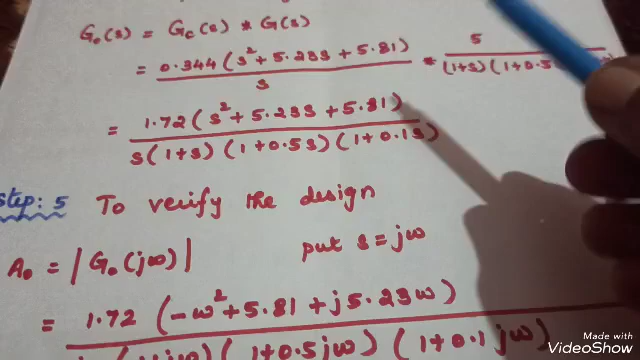 G₀(s) = Gc(s) * G(s)
= 0.344 (s² + 5.23s + 5.81) / s * 5 / (1+s) (1+0.5
= 1.72 (s² + 5.23s + 5.81) / s(1+s) (1+0.5s) (1+0.1s)
Step: 5 To verify the design
put s = jω
A₀ = |G₀(jω)|
= 1.72 (-ω² + 5.81 + j5.23ω) / (1+0.5jω) (1+0.1jω)
Made with
VideoShow